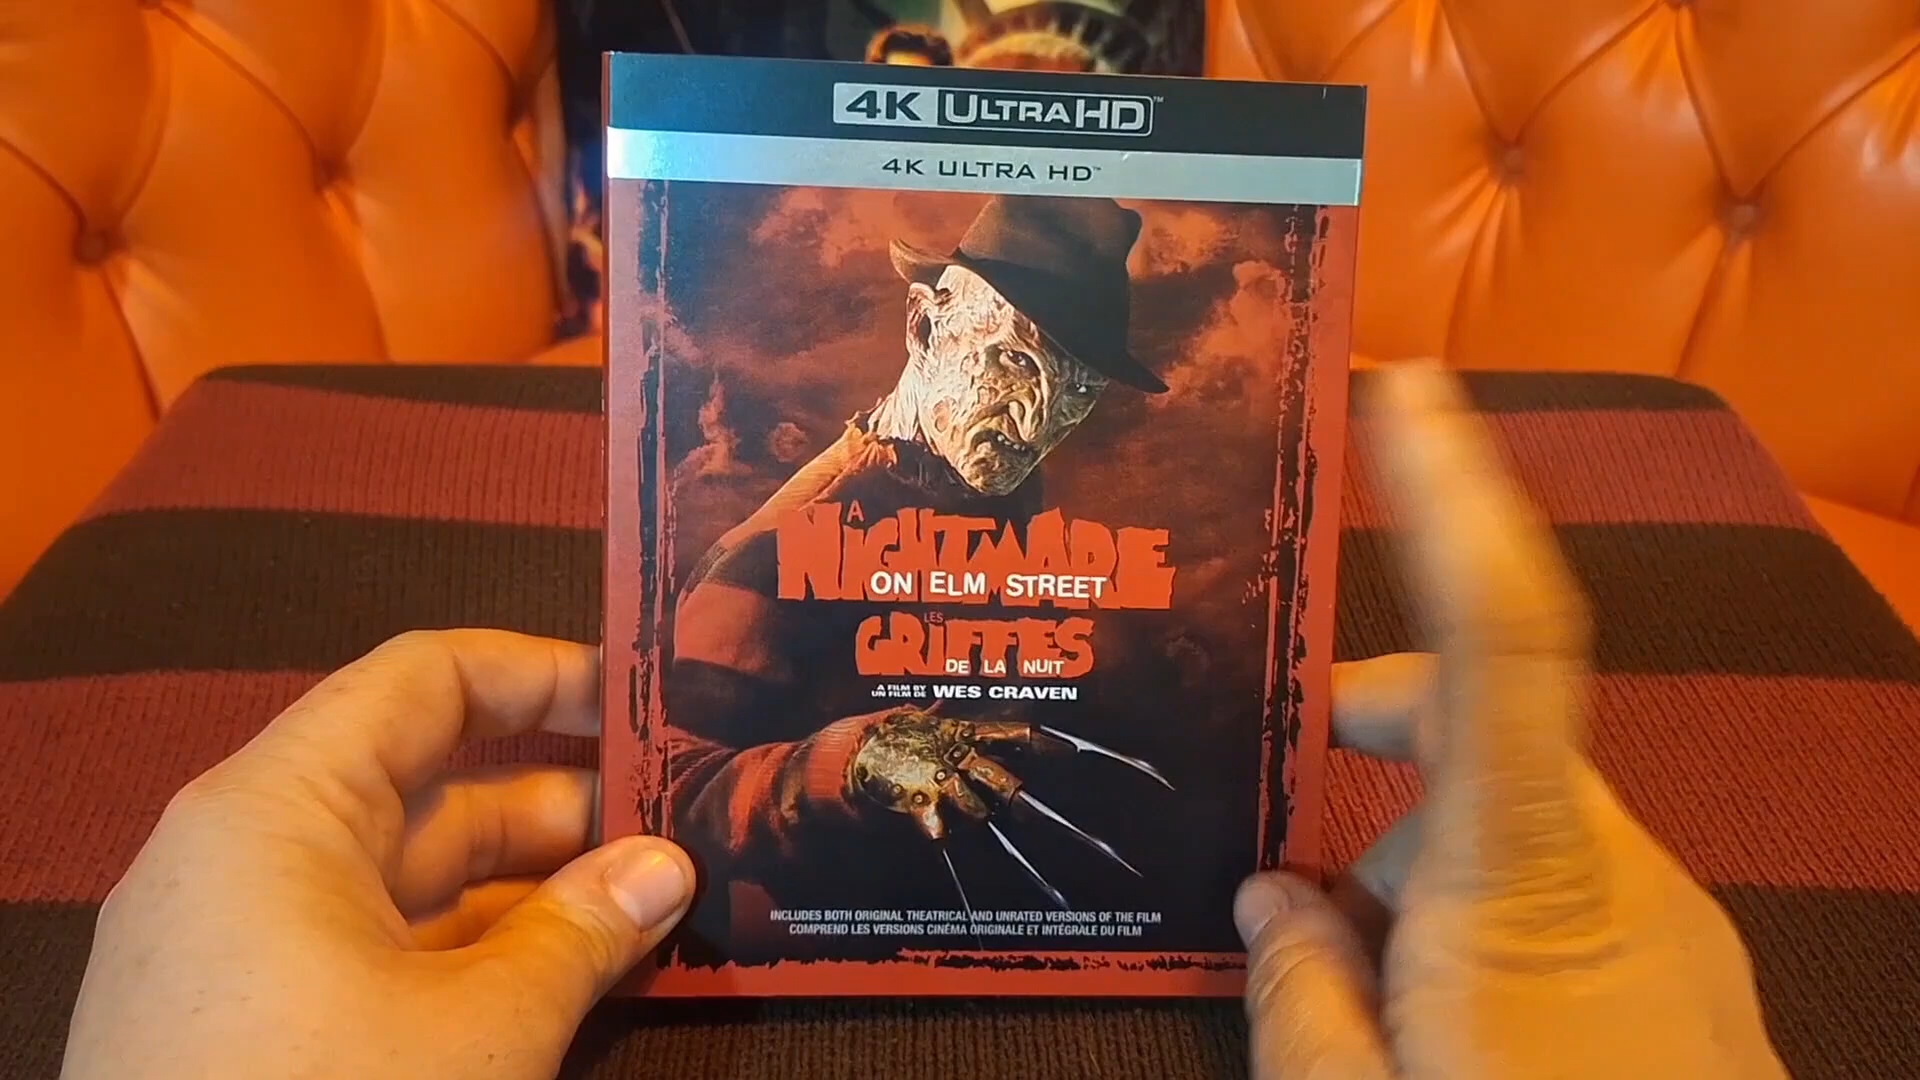 4K ULTRA HD™
4K ULTRA HD™
A
NIGHTMARE
ON ELM STREET
LES
GRIFFES
DE LA NUIT
A FILM BY
UN FILM DE WES CRAVEN
INCLUDES BOTH ORIGINAL THEATRICAL AND UNRATED VERSIONS OF THE FILM
COMPREND LES VERSIONS CINÉMA ORIGINALE ET INTÉGRALE DU FILM